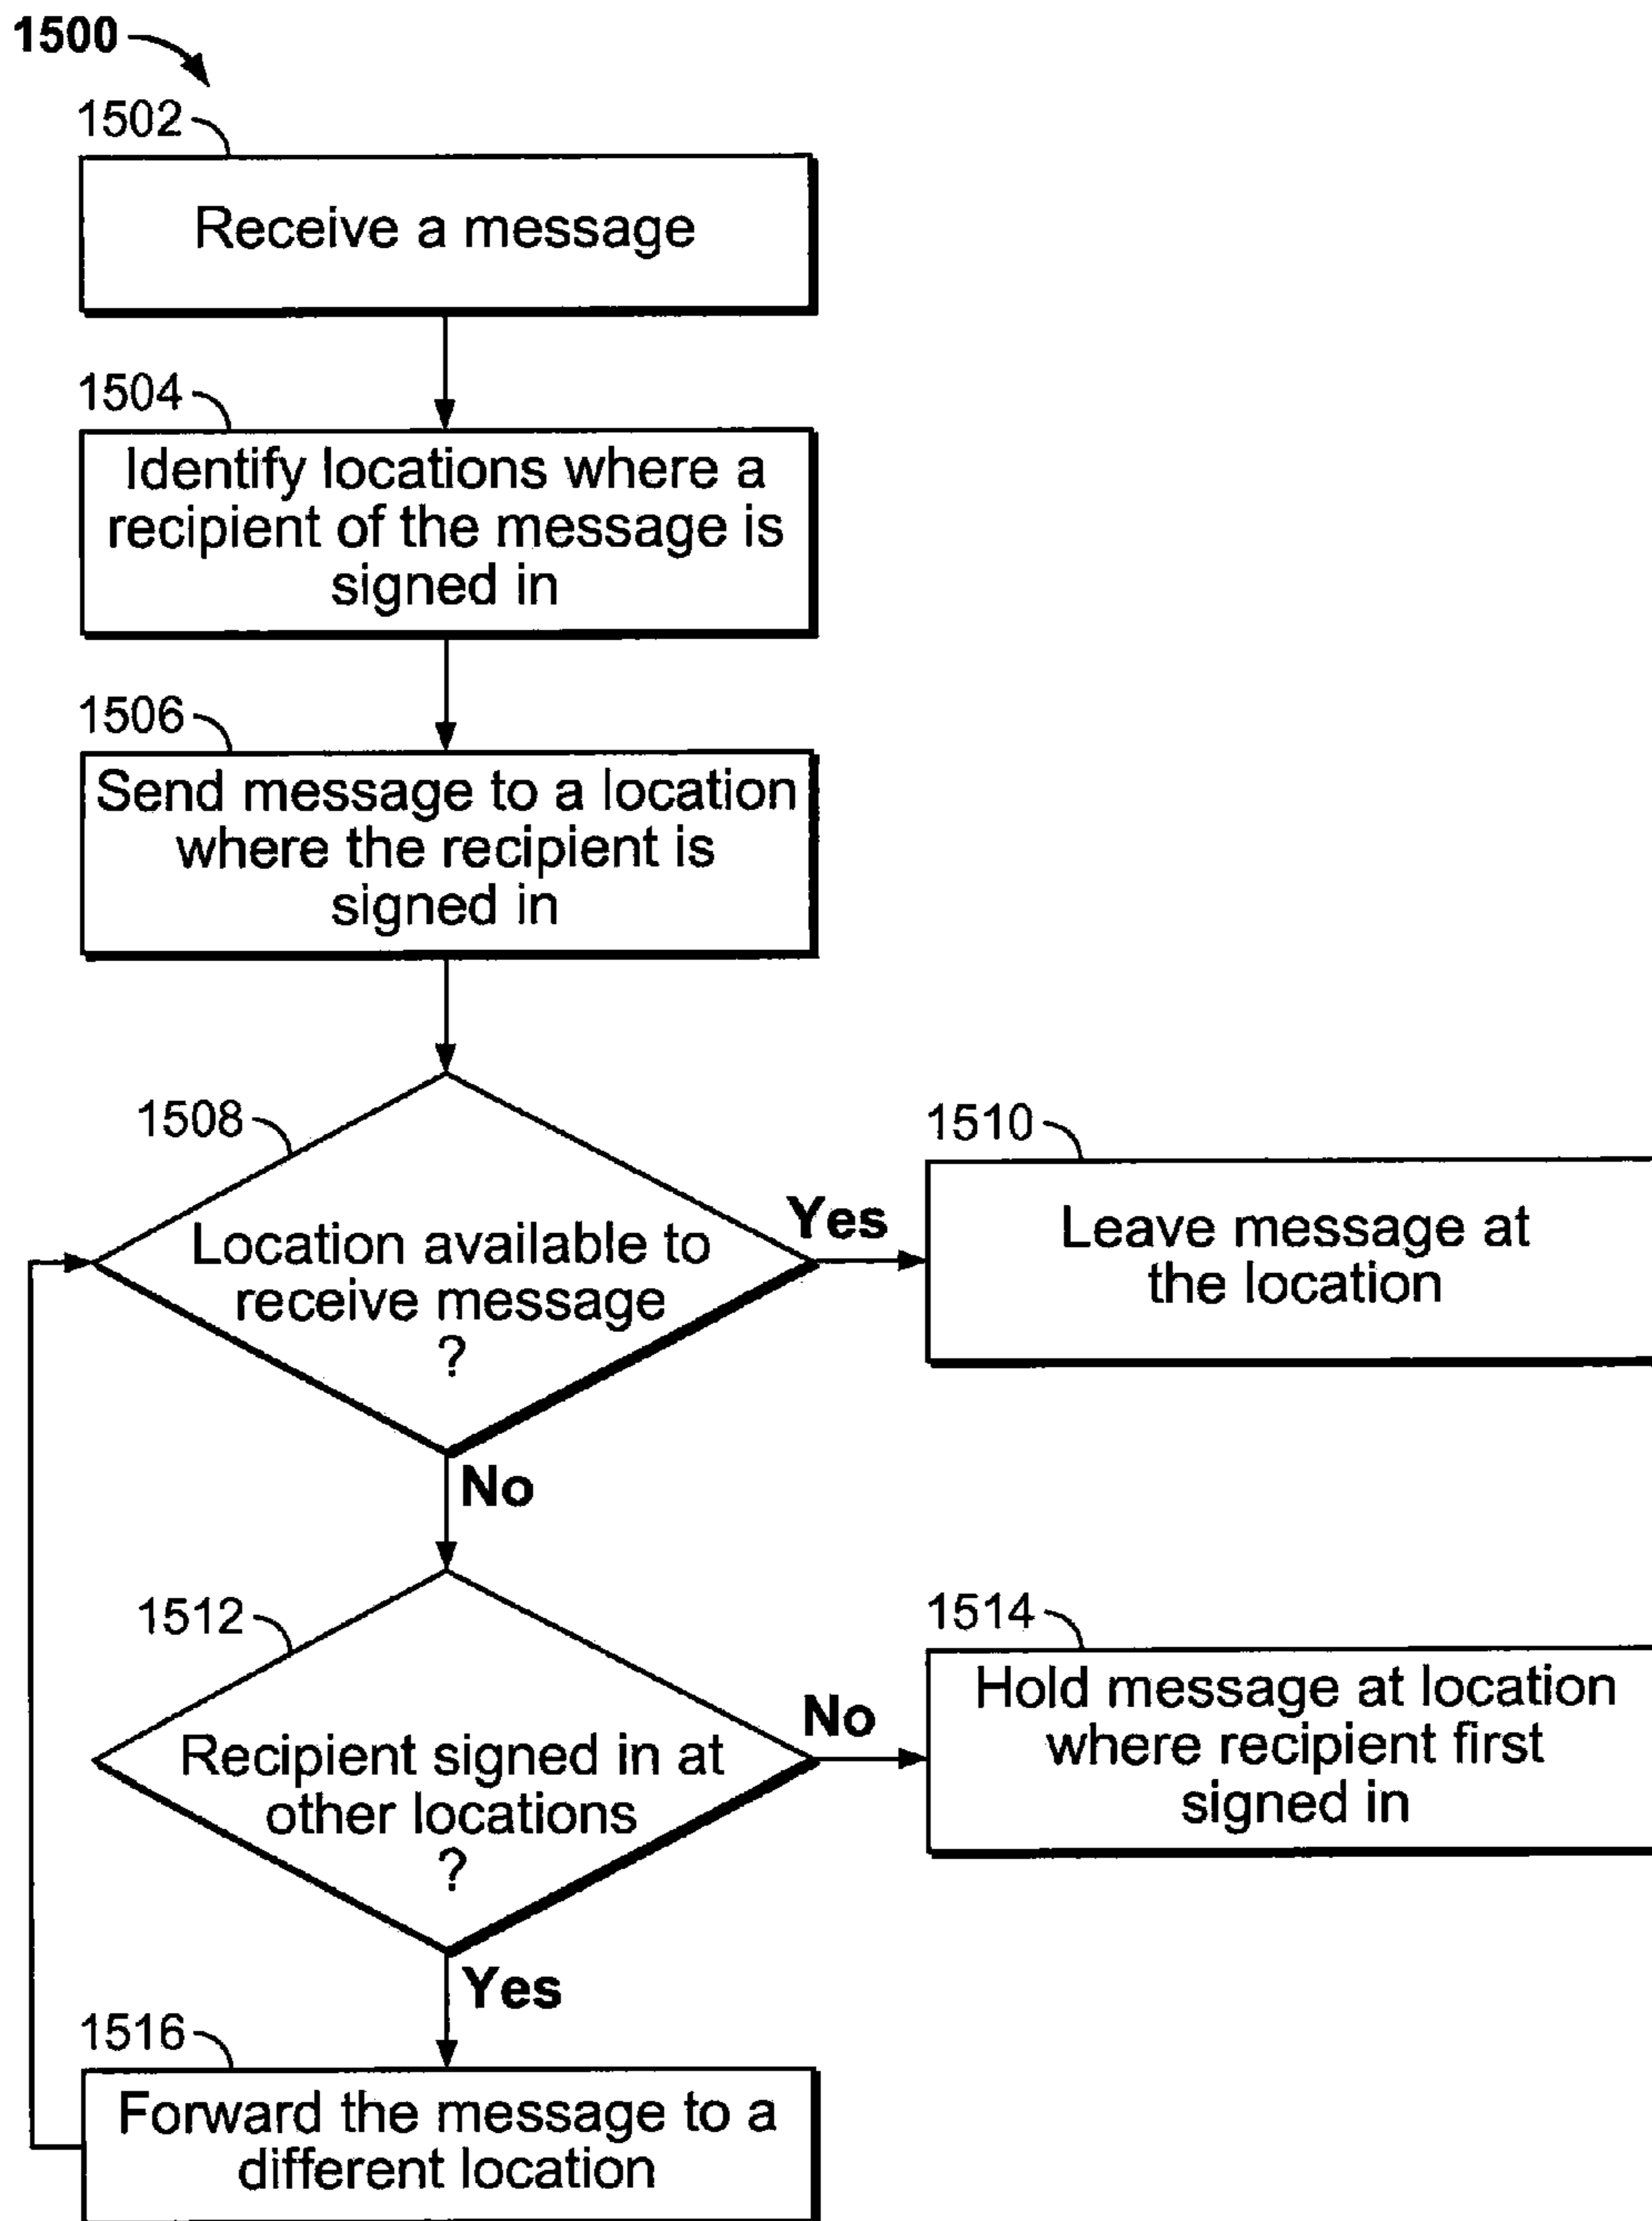 1500
1502
Receive a message
1504
Identify locations where a
recipient of the message is
signed in
1506
Send message to a location
where the recipient is
signed in
1508
Location available to
receive message
?
Yes
1510
Leave message at
the location
No
1512
Recipient signed in at
other locations
?
No
1514
Hold message at location
where recipient first
signed in
Yes
1516
Forward the message to a
different location